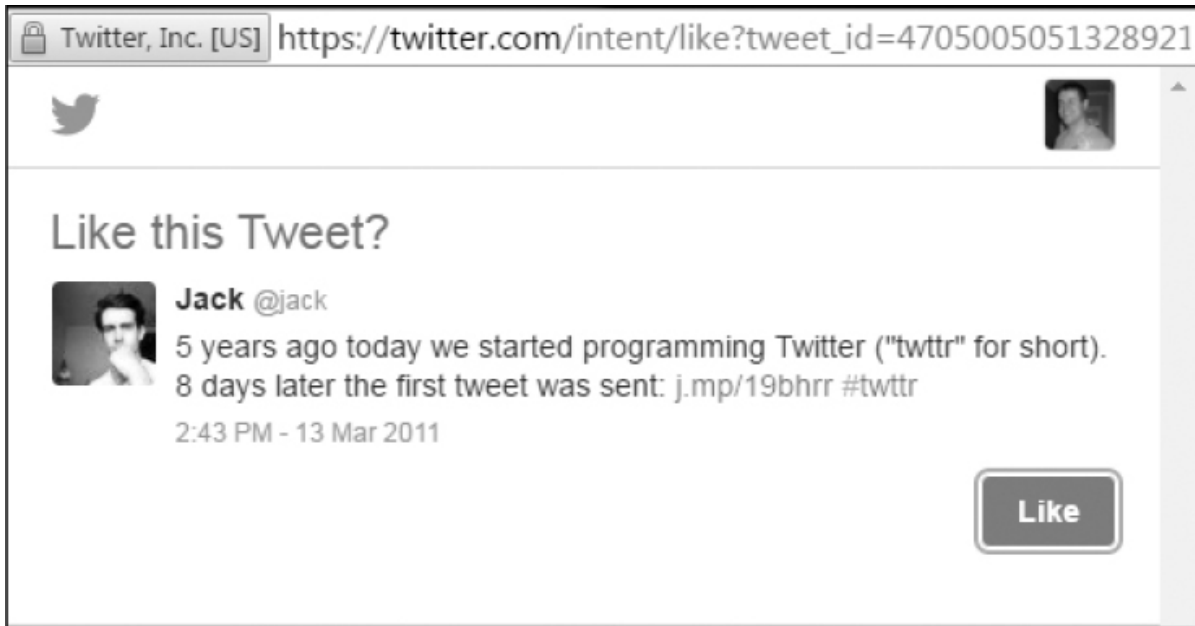 Twitter, Inc. [US] https://twitter.com/intent/like?tweet_id=4705005051328921
Like this Tweet?
Jack @jack
5 years ago today we started programming Twitter ("twttr" for short).
8 days later the first tweet was sent: j.mp/19bhrr #twttr
2:43 PM - 13 Mar 2011
Like